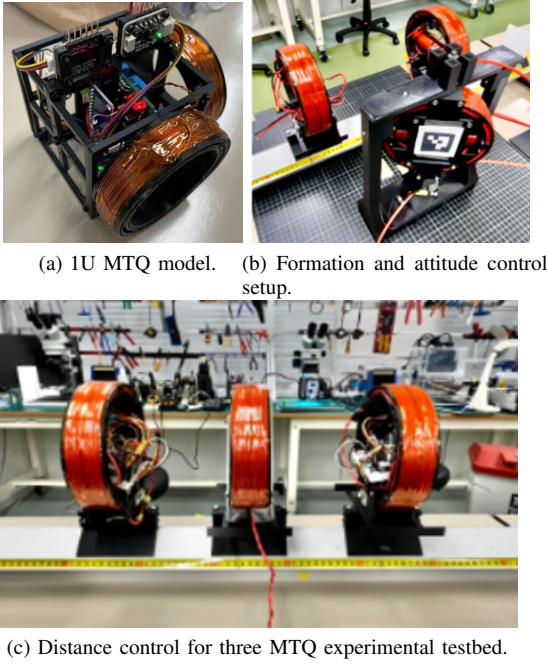 (a) 1U MTQ model.
(b) Formation and attitude control
setup.
(c) Distance control for three MTQ experimental testbed.